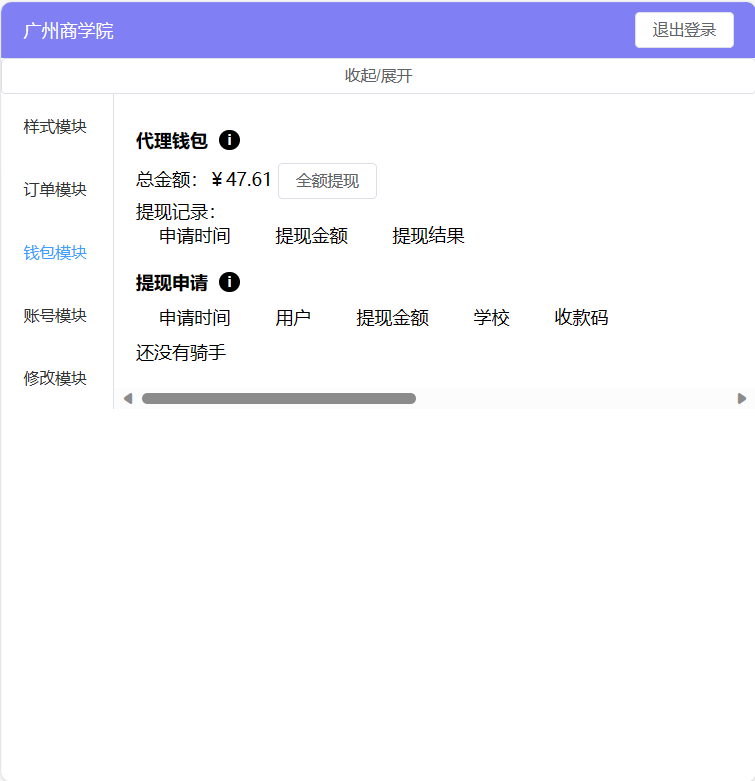 广州商学院 退出登录
收起/展开
样式模块
订单模块
钱包模块
账号模块
修改模块
代理钱包
总金额：￥47.61 全额提现
提现记录：
申请时间 提现金额 提现结果
提现申请
申请时间 用户 提现金额 学校 收款码
还没有骑手